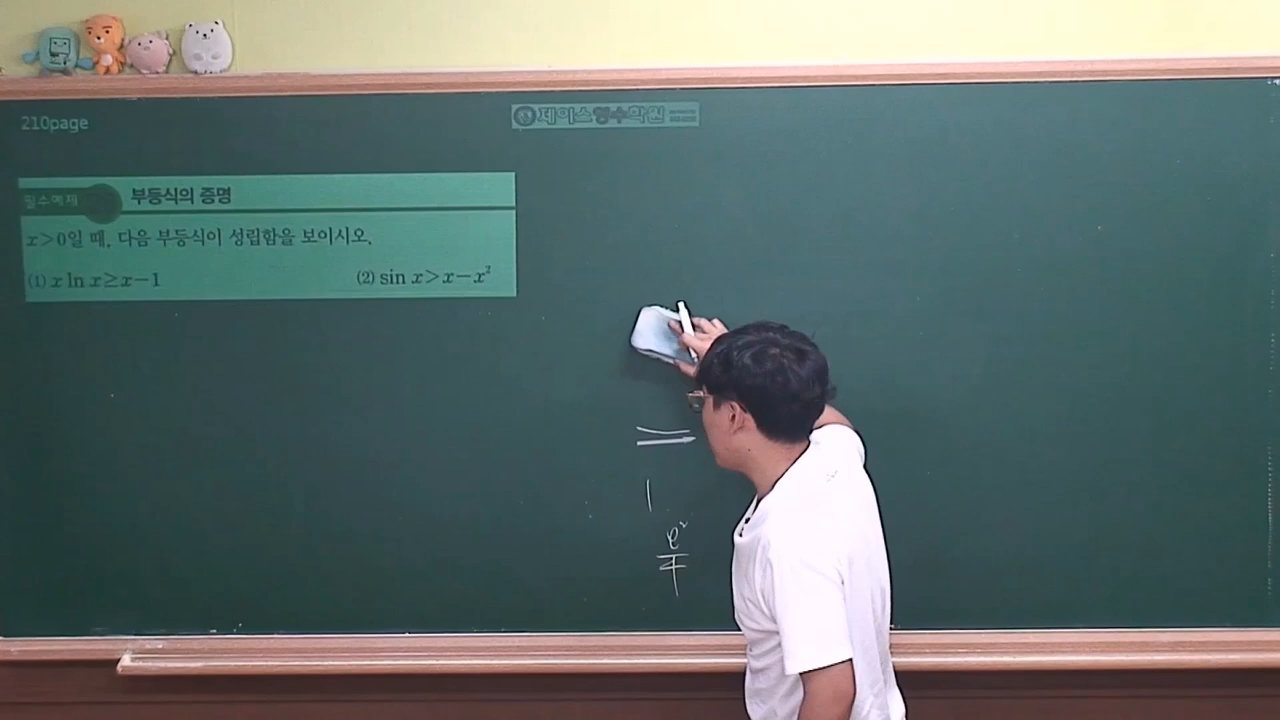 210page
제이스영수학원
필수예제 부등식의 증명
x>0일 때, 다음 부등식이 성립함을 보이시오.
(1) x ln x≥x−1 (2) sin x>x−x²
e²
4